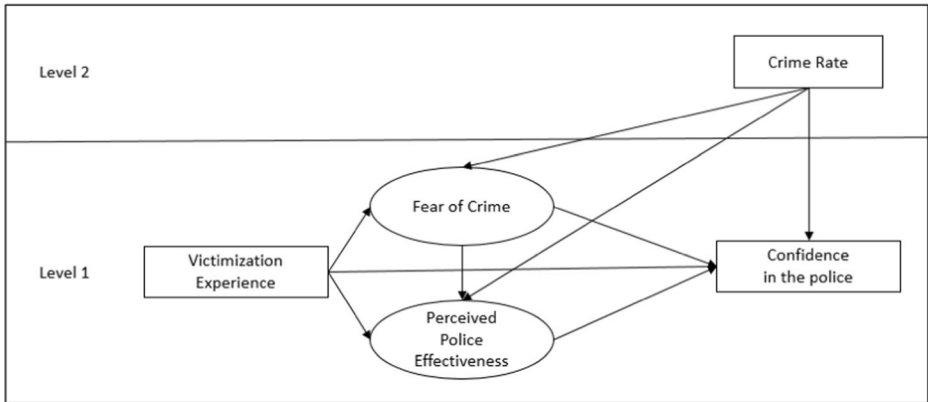 Level 2
Crime Rate
Fear of Crime
Level 1
Victimization
Experience
Confidence
in the police
Perceived
Police
Effectiveness